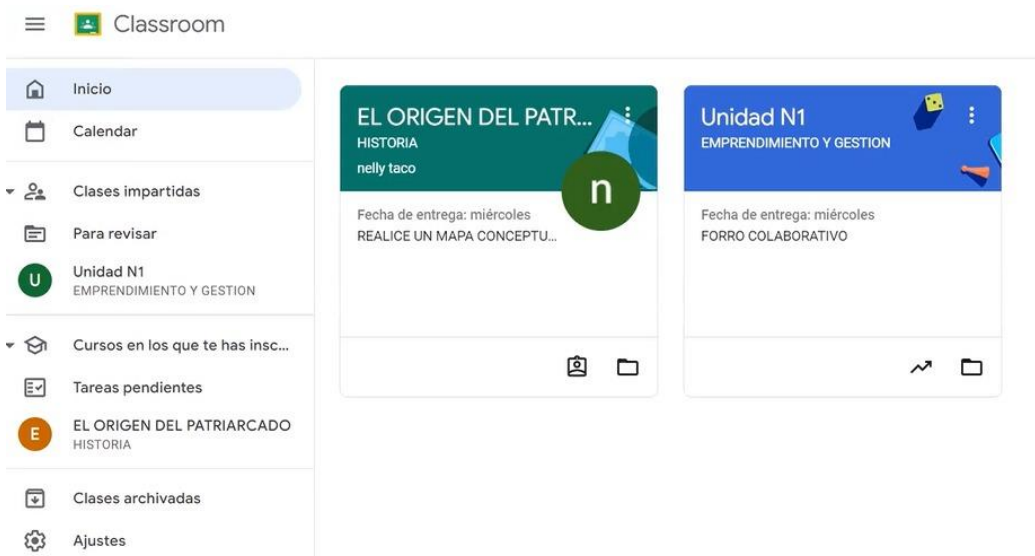 Classroom
Inicio
Calendar
Clases impartidas
Para revisar
U
Unidad N1
EMPRENDIMIENTO Y GESTION
Cursos en los que te has insc...
Tareas pendientes
E
EL ORIGEN DEL PATRIARCADO
HISTORIA
Clases archivadas
Ajustes
EL ORIGEN DEL PATR...
HISTORIA
nelly taco
n
Fecha de entrega: miércoles
REALICE UN MAPA CONCEPTU...
Unidad N1
EMPRENDIMIENTO Y GESTION
Fecha de entrega: miércoles
FORRO COLABORATIVO